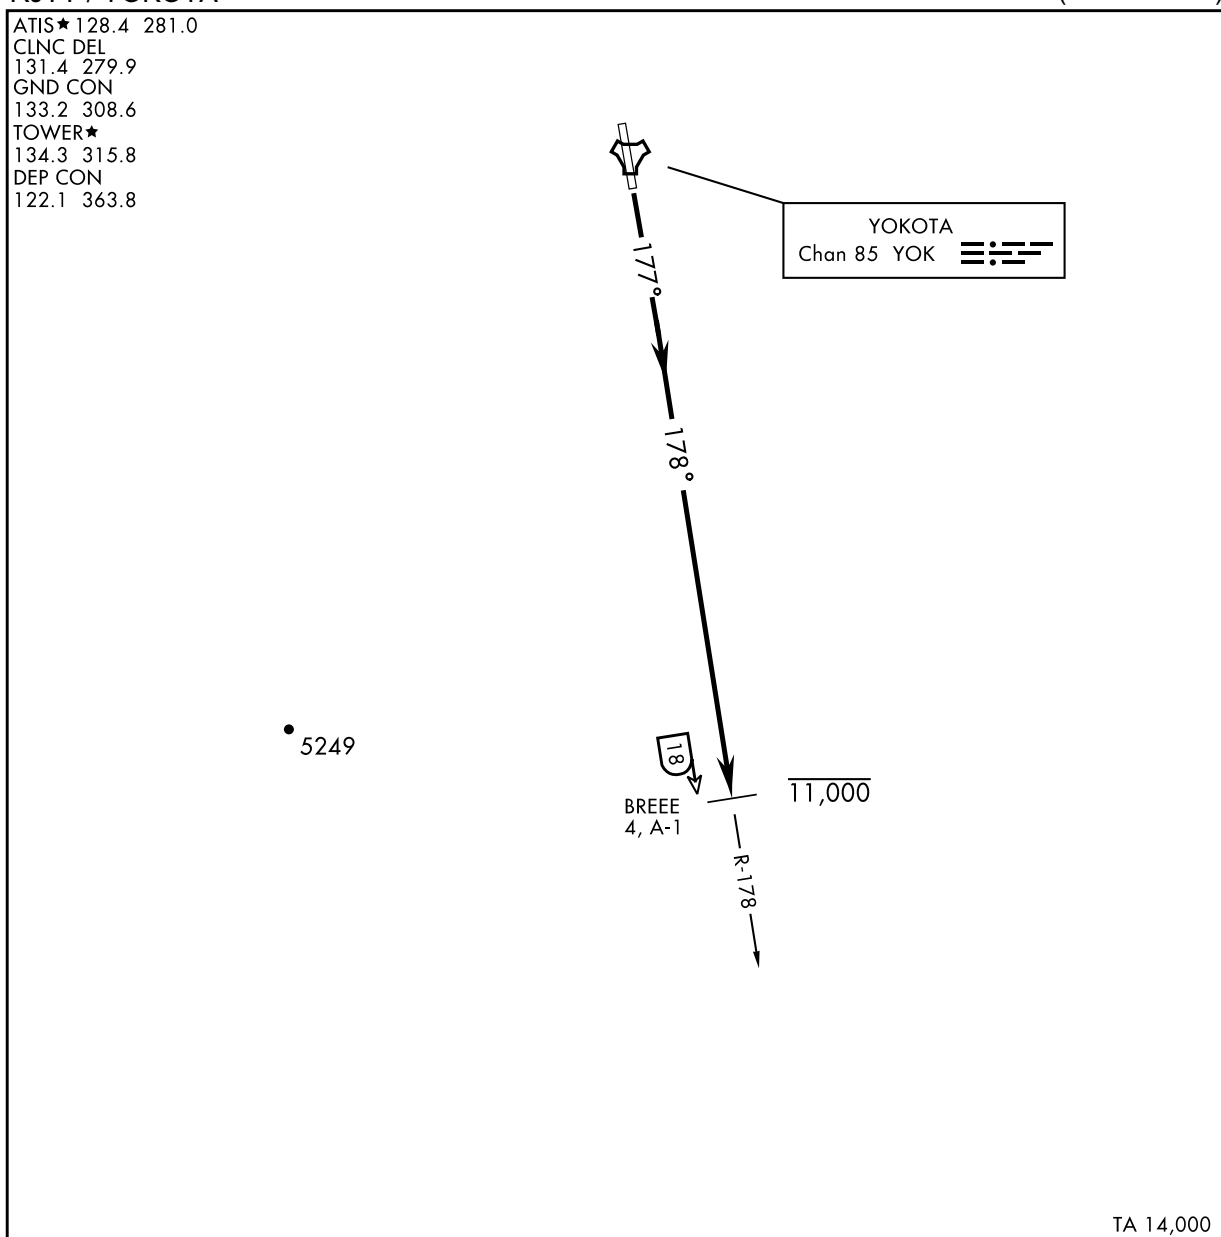 ATIS★ 128.4 281.0
CLNC DEL
131.4 279.9
GND CON
133.2 308.6
TOWER★
134.3 315.8
DEP CON
122.1 363.8
YOKOTA
Chan 85 YOK
177°
178°
5249
18
BREEE
4, A-1
11,000
R-178
TA 14,000